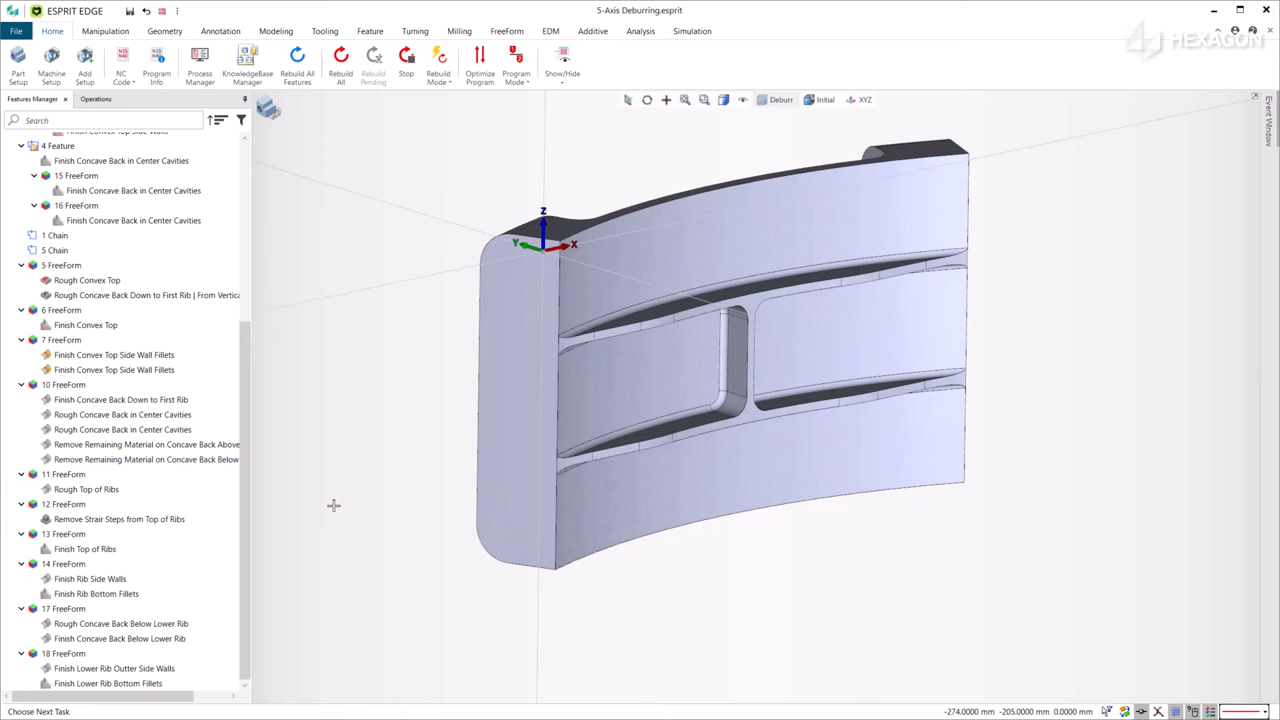 ESPRIT EDGE
5-Axis Deburring.esprit
File Home Manipulation Geometry Annotation Modeling Tooling Feature Turning Milling FreeForm EDM Additive Analysis Simulation
HEXAGON
Part Setup
Machine Setup
Add Setup
NC Code
Program Info
Process Manager
KnowledgeBase Manager
Rebuild All Features
Rebuild All
Rebuild Pending
Stop
Rebuild Mode
Optimize Program
Program Mode
Show/Hide
Features Manager
Operations
Deburr
Initial
XYZ
Event Window
Search
Finish Convex Top Side Walls
4 Feature
Finish Concave Back in Center Cavities
15 FreeForm
Finish Concave Back in Center Cavities
16 FreeForm
Finish Concave Back in Center Cavities
1 Chain
5 Chain
5 FreeForm
Rough Convex Top
Rough Concave Back Down to First Rib | From Vertica
6 FreeForm
Finish Convex Top
7 FreeForm
Finish Convex Top Side Wall Fillets
Finish Convex Top Side Wall Fillets
10 FreeForm
Finish Concave Back Down to First Rib
Rough Concave Back in Center Cavities
Rough Concave Back in Center Cavities
Remove Remaining Material on Concave Back Above
Remove Remaining Material on Concave Back Below
11 FreeForm
Rough Top of Ribs
12 FreeForm
Remove Strair Steps from Top of Ribs
13 FreeForm
Finish Top of Ribs
14 FreeForm
Finish Rib Side Walls
Finish Rib Bottom Fillets
17 FreeForm
Rough Concave Back Below Lower Rib
Finish Concave Back Below Lower Rib
18 FreeForm
Finish Lower Rib Outter Side Walls
Finish Lower Rib Bottom Fillets
Z
Y
X
Choose Next Task
-274.0000 mm -205.0000 mm 0.0000 mm